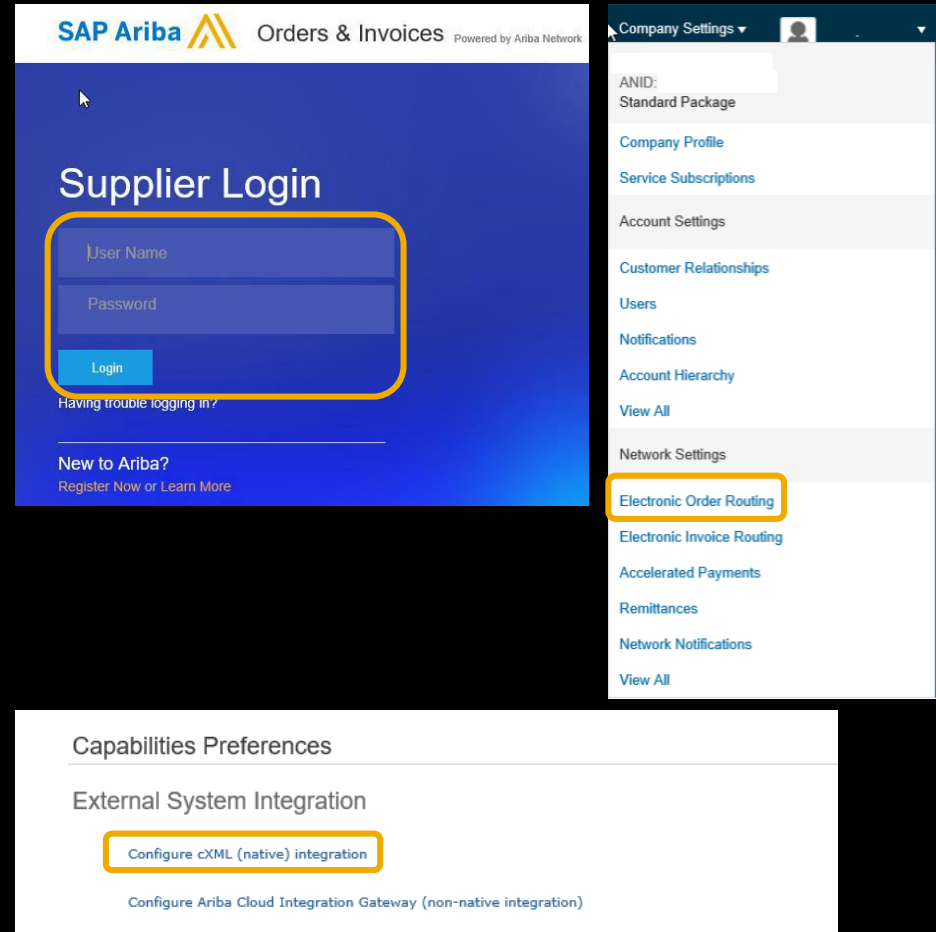 SAP Ariba Orders & Invoices Powered by Ariba Network
Supplier Login
User Name
Password
Login
Having trouble logging in?
New to Ariba?
Register Now or Learn More
Company Settings
ANID:
Standard Package
Company Profile
Service Subscriptions
Account Settings
Customer Relationships
Users
Notifications
Account Hierarchy
View All
Network Settings
Electronic Order Routing
Electronic Invoice Routing
Accelerated Payments
Remittances
Network Notifications
View All
Capabilities Preferences
External System Integration
Configure cXML (native) integration
Configure Ariba Cloud Integration Gateway (non-native integration)